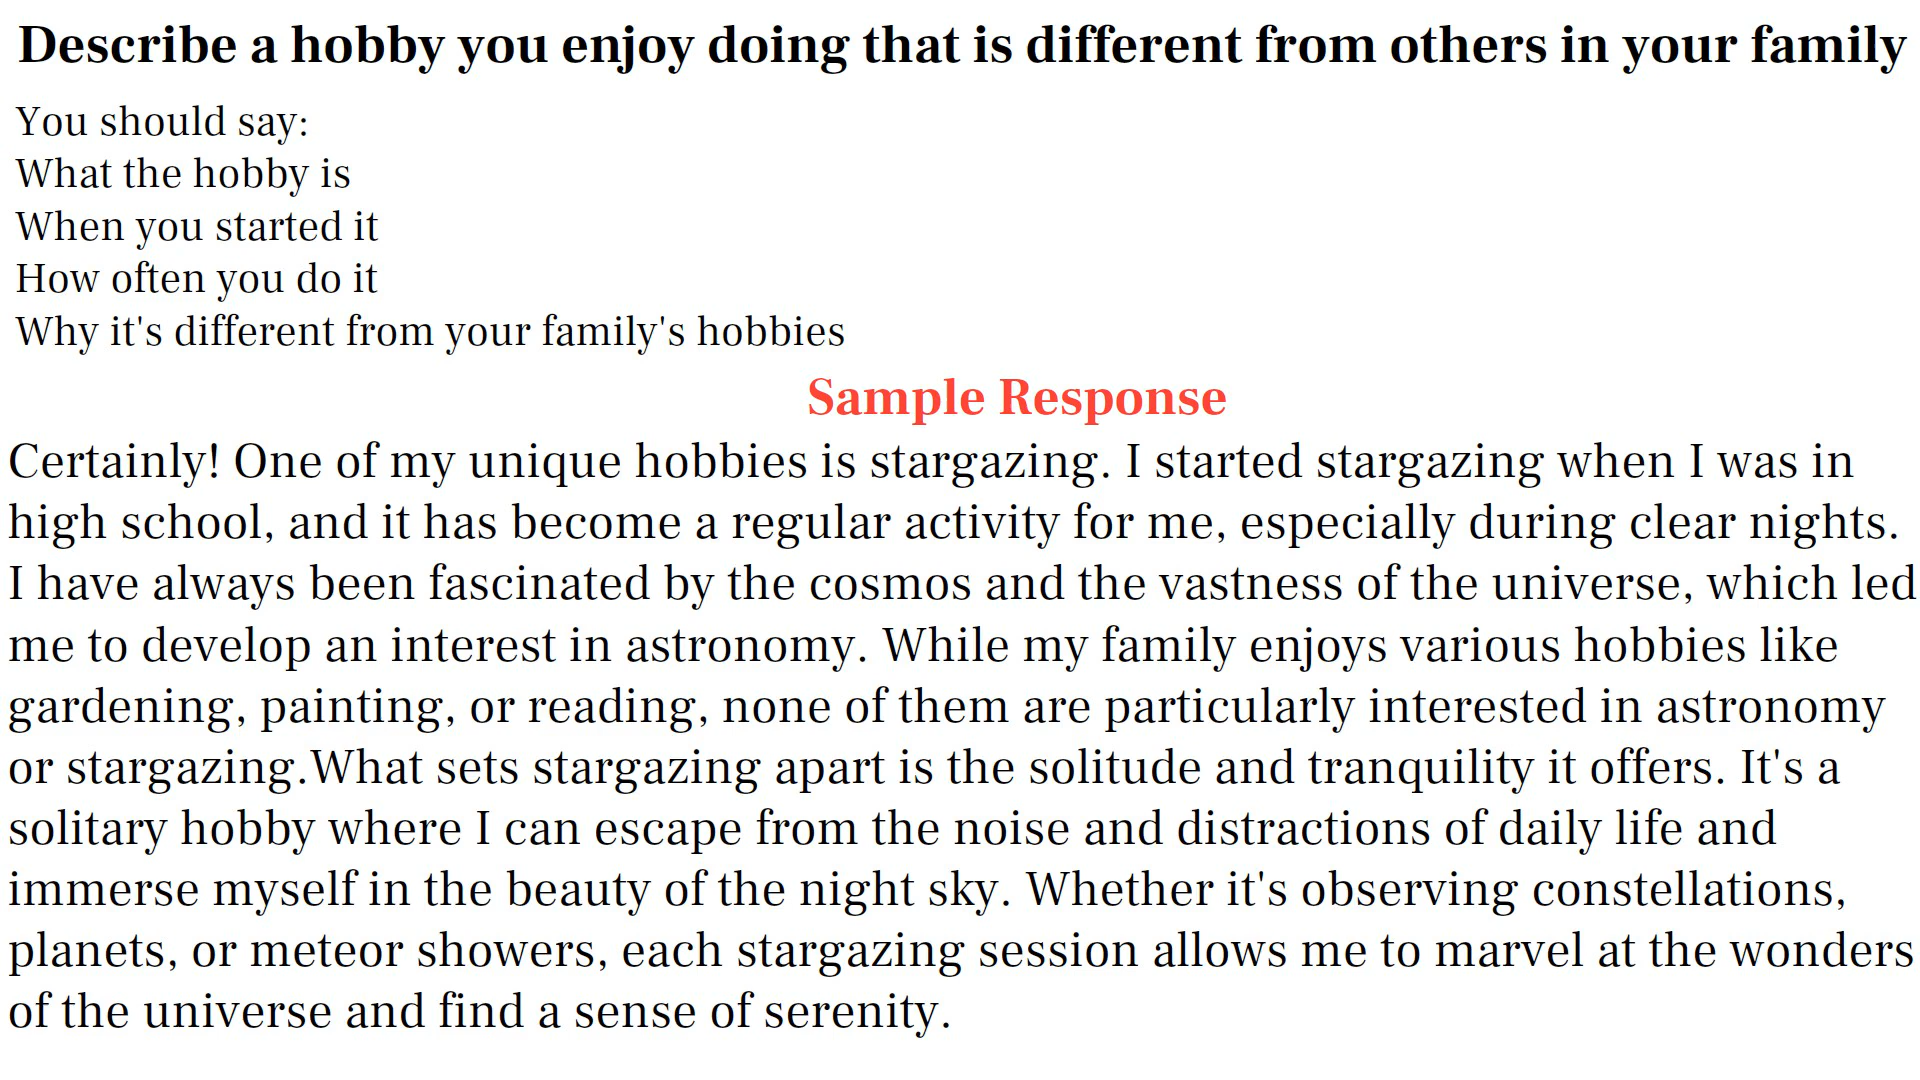 Describe a hobby you enjoy doing that is different from others in your family
You should say:
What the hobby is
When you started it
How often you do it
Why it's different from your family's hobbies
Sample Response
Certainly! One of my unique hobbies is stargazing. I started stargazing when I was in
high school, and it has become a regular activity for me, especially during clear nights.
I have always been fascinated by the cosmos and the vastness of the universe, which led
me to develop an interest in astronomy. While my family enjoys various hobbies like
gardening, painting, or reading, none of them are particularly interested in astronomy
or stargazing.What sets stargazing apart is the solitude and tranquility it offers. It's a
solitary hobby where I can escape from the noise and distractions of daily life and
immerse myself in the beauty of the night sky. Whether it's observing constellations,
planets, or meteor showers, each stargazing session allows me to marvel at the wonders
of the universe and find a sense of serenity.